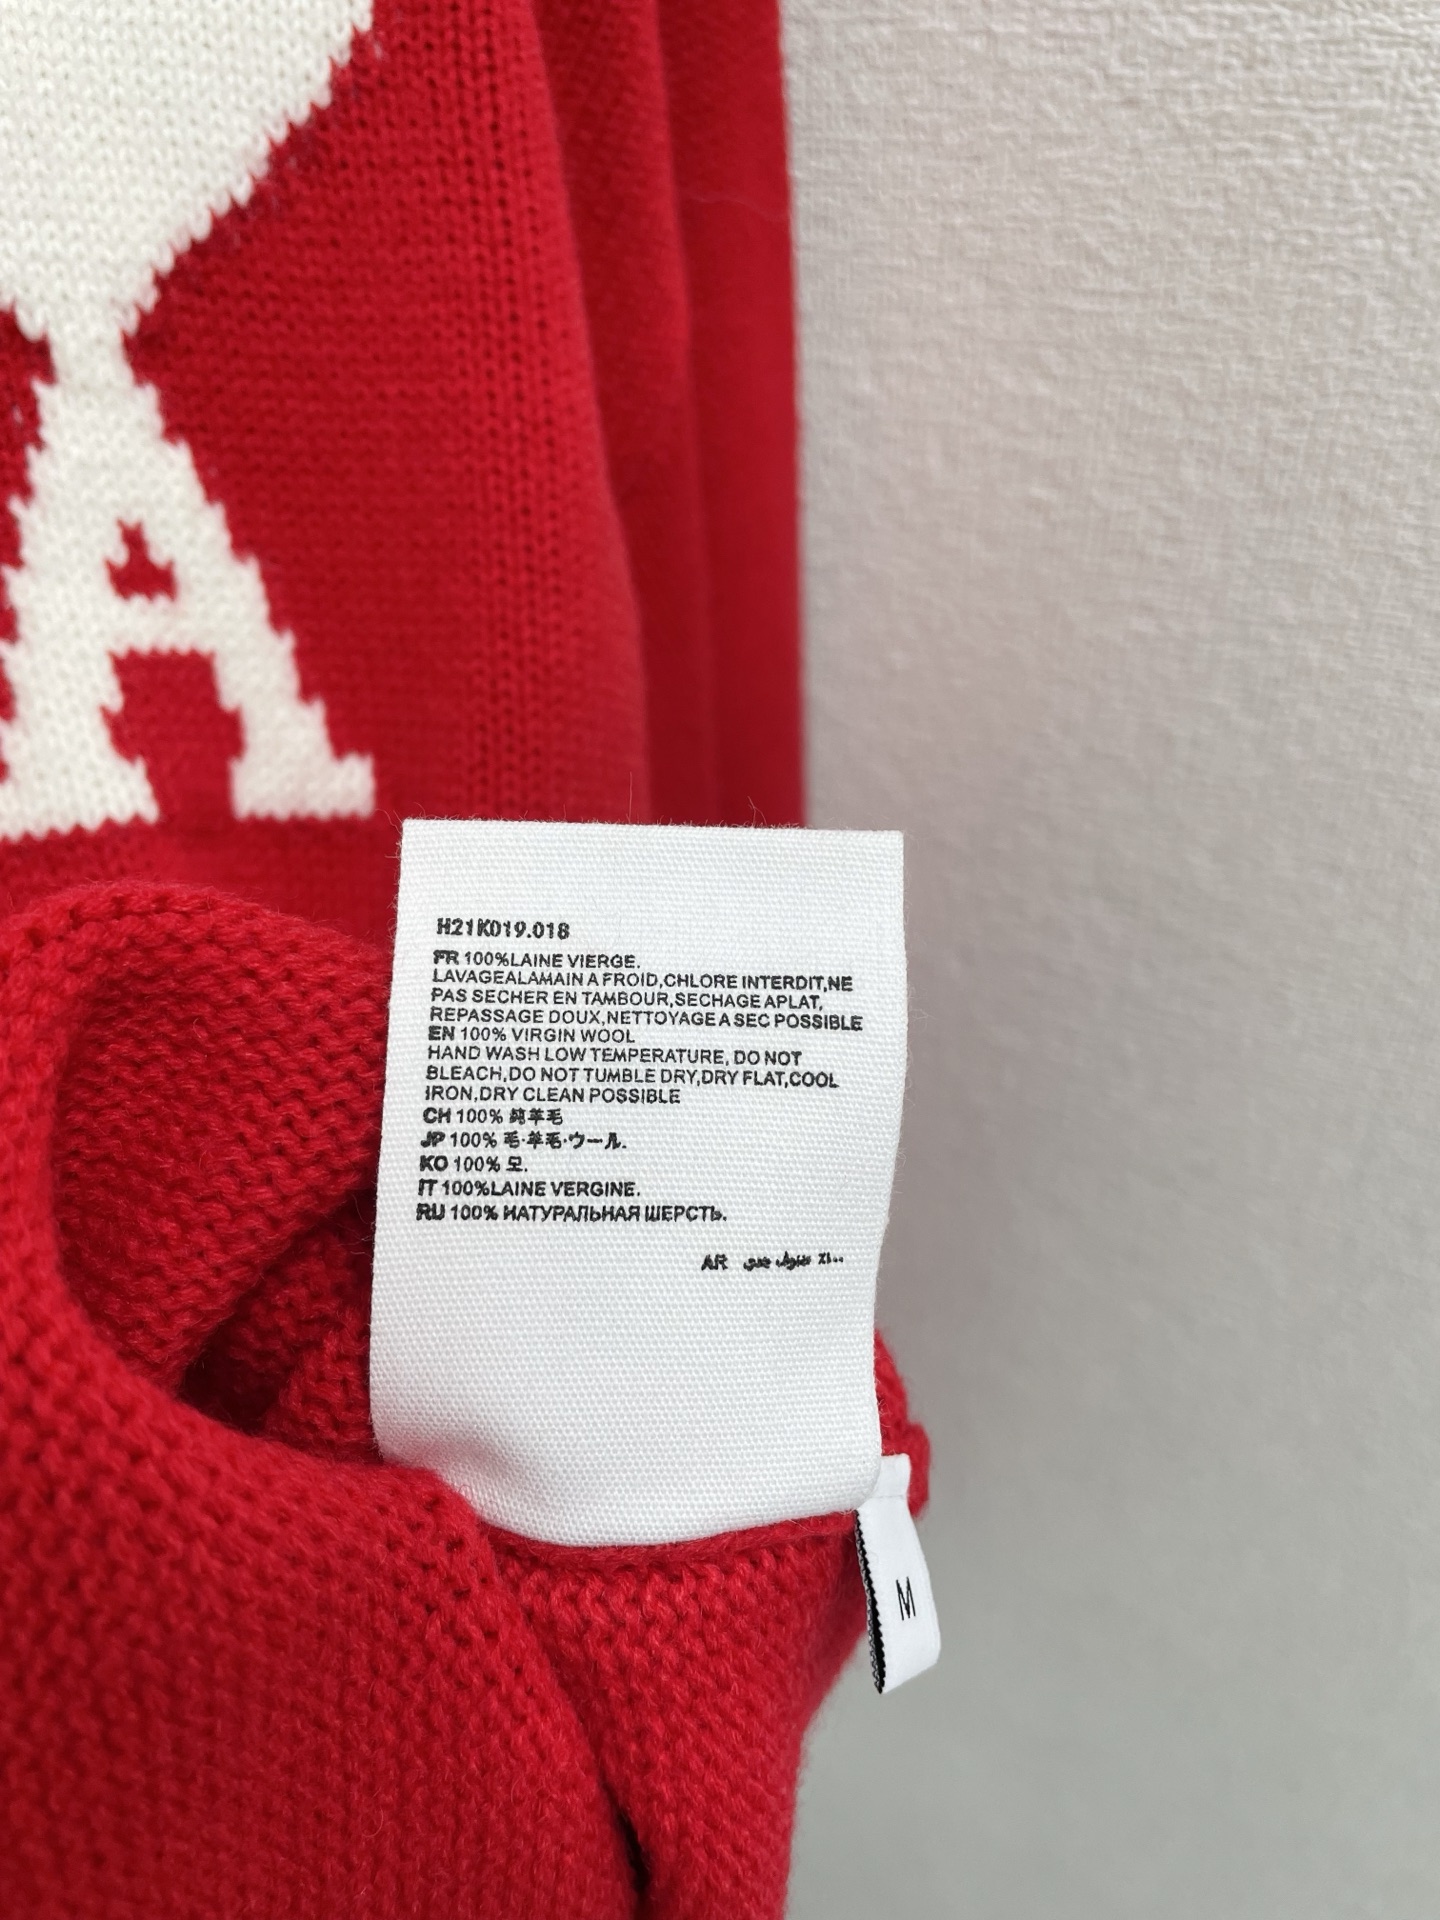 A
H21K019.018
FR 100%LAINE VIERGE.
LAVAGEALAMAIN A FROID,CHLORE INTERDIT,NE
PAS SECHER EN TAMBOUR,SECHAGE APLAT,
REPASSAGE DOUX,NETTOYAGE A SEC POSSIBLE
EN 100% VIRGIN WOOL
HAND WASH LOW TEMPERATURE, DO NOT
BLEACH,DO NOT TUMBLE DRY,DRY FLAT,COOL
IRON,DRY CLEAN POSSIBLE
CH 100% 纯羊毛
JP 100% 毛·羊毛·ウール.
KO 100% 모.
IT 100%LAINE VERGINE.
RU 100% НАТУРАЛЬНАЯ ШЕРСТЬ.
AR
M